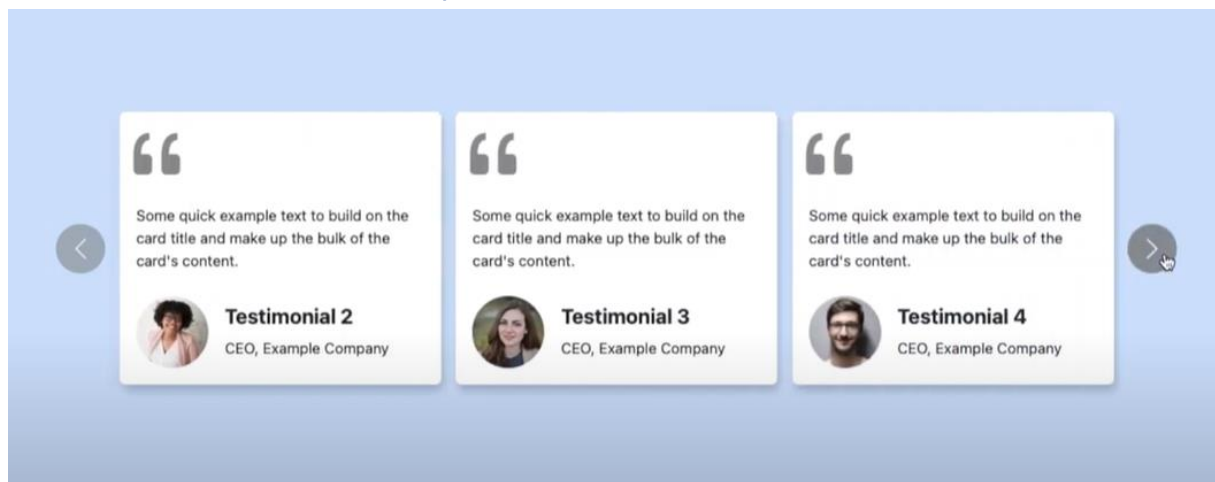 “
Some quick example text to build on the
card title and make up the bulk of the
card's content.
Testimonial 2
CEO, Example Company
“
Some quick example text to build on the
card title and make up the bulk of the
card's content.
Testimonial 3
CEO, Example Company
“
Some quick example text to build on the
card title and make up the bulk of the
card's content.
Testimonial 4
CEO, Example Company